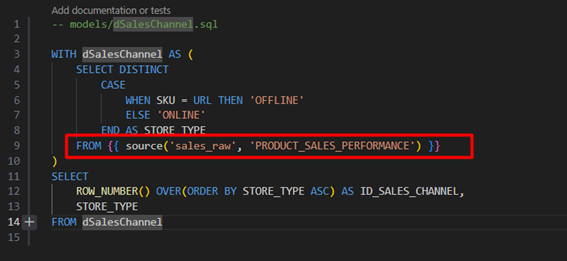 Add documentation or tests
1 -- models/dSalesChannel.sql
2
3 WITH dSalesChannel AS (
4 SELECT DISTINCT
5 CASE
6 WHEN SKU = URL THEN 'OFFLINE'
7 ELSE 'ONLINE'
8 END AS STORE_TYPE
9 FROM {{ source('sales_raw', 'PRODUCT_SALES_PERFORMANCE') }}
10 )
11 SELECT
12 ROW_NUMBER() OVER(ORDER BY STORE_TYPE ASC) AS ID_SALES_CHANNEL,
13 STORE_TYPE
14 + FROM dSalesChannel
15